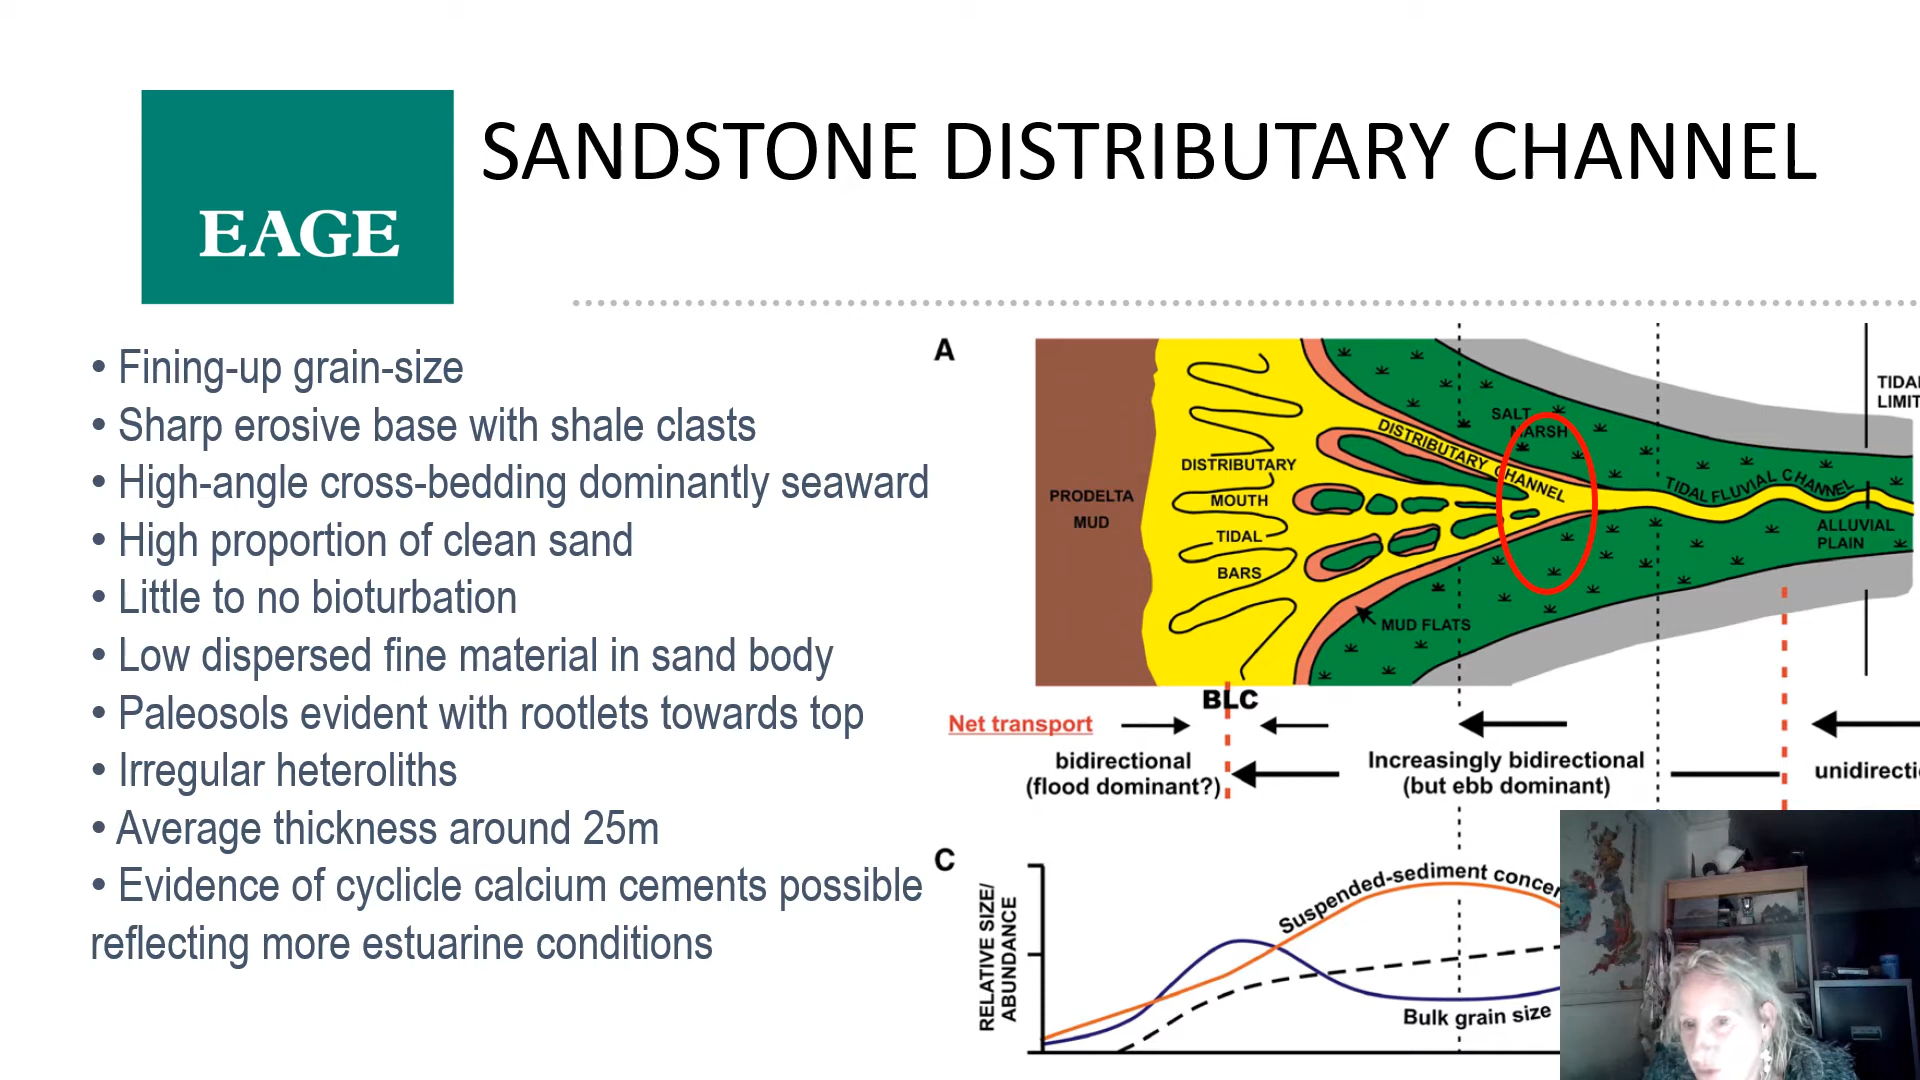 EAGE
SANDSTONE DISTRIBUTARY CHANNEL
• Fining-up grain-size
• Sharp erosive base with shale clasts
• High-angle cross-bedding dominantly seaward
• High proportion of clean sand
• Little to no bioturbation
• Low dispersed fine material in sand body
• Paleosols evident with rootlets towards top
• Irregular heteroliths
• Average thickness around 25m
• Evidence of cyclicle calcium cements possible
reflecting more estuarine conditions
A
PRODELTA
MUD
DISTRIBUTARY
MOUTH
TIDAL
BARS
DISTRIBUTARY CHANNEL
SALT
MARSH
TIDAL FLUVIAL CHANNEL
ALLUVIAL
PLAIN
MUD FLATS
LIMIT
BLC
Net transport
bidirectional
(flood dominant?)
Increasingly bidirectional
(but ebb dominant)
C
RELATIVE SIZE/
ABUNDANCE
Suspended-sediment
Bulk grain size